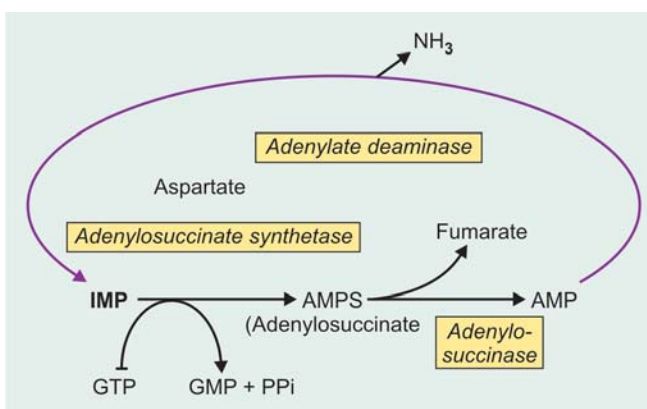 NH₃
Adenylate deaminase
Aspartate
Adenylosuccinate synthetase
Fumarate
IMP
AMPS
AMP
(Adenylosuccinate
Adenylo-
succinase
GTP
GMP + PPi